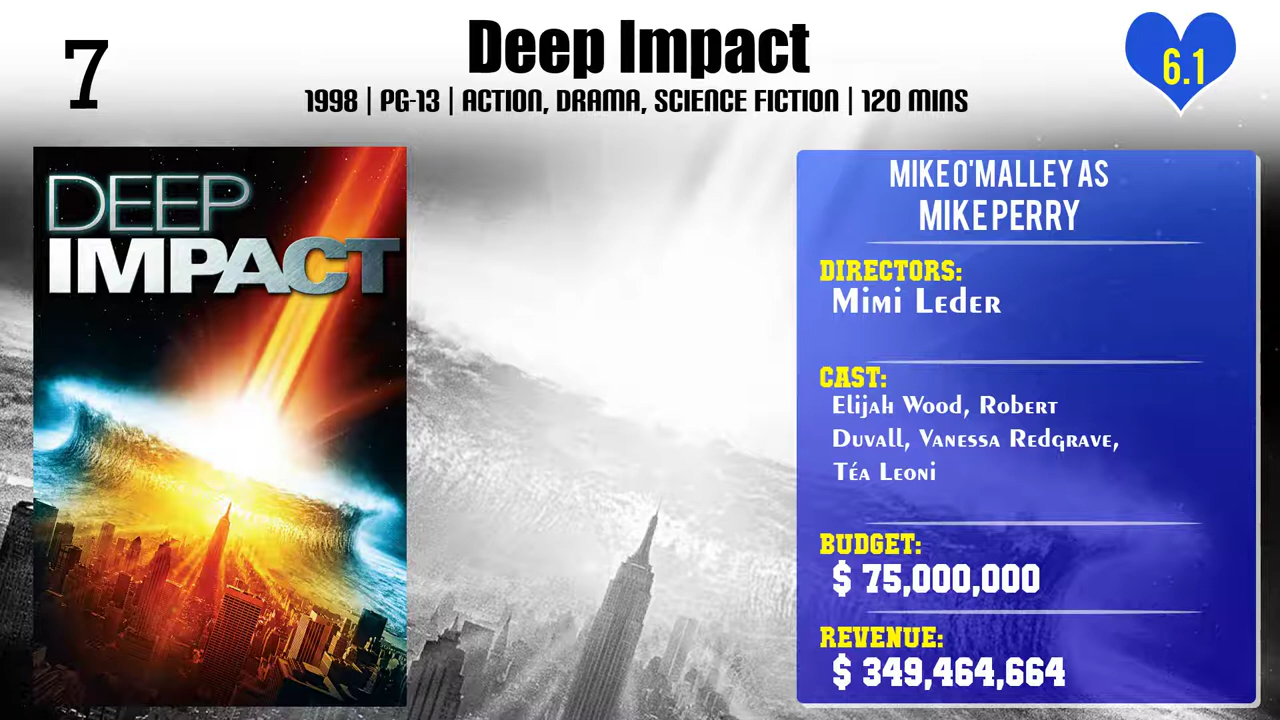 7
Deep Impact
6.1
1998 | PG-13 | ACTION, DRAMA, SCIENCE FICTION | 120 MINS
DEEP
IMPACT
MIKE O'MALLEY AS
MIKE PERRY
DIRECTORS:
Mimi Leder
CAST:
Elijah Wood, Robert
Duvall, Vanessa Redgrave,
Téa Leoni
BUDGET:
$ 75,000,000
REVENUE:
$ 349,464,664